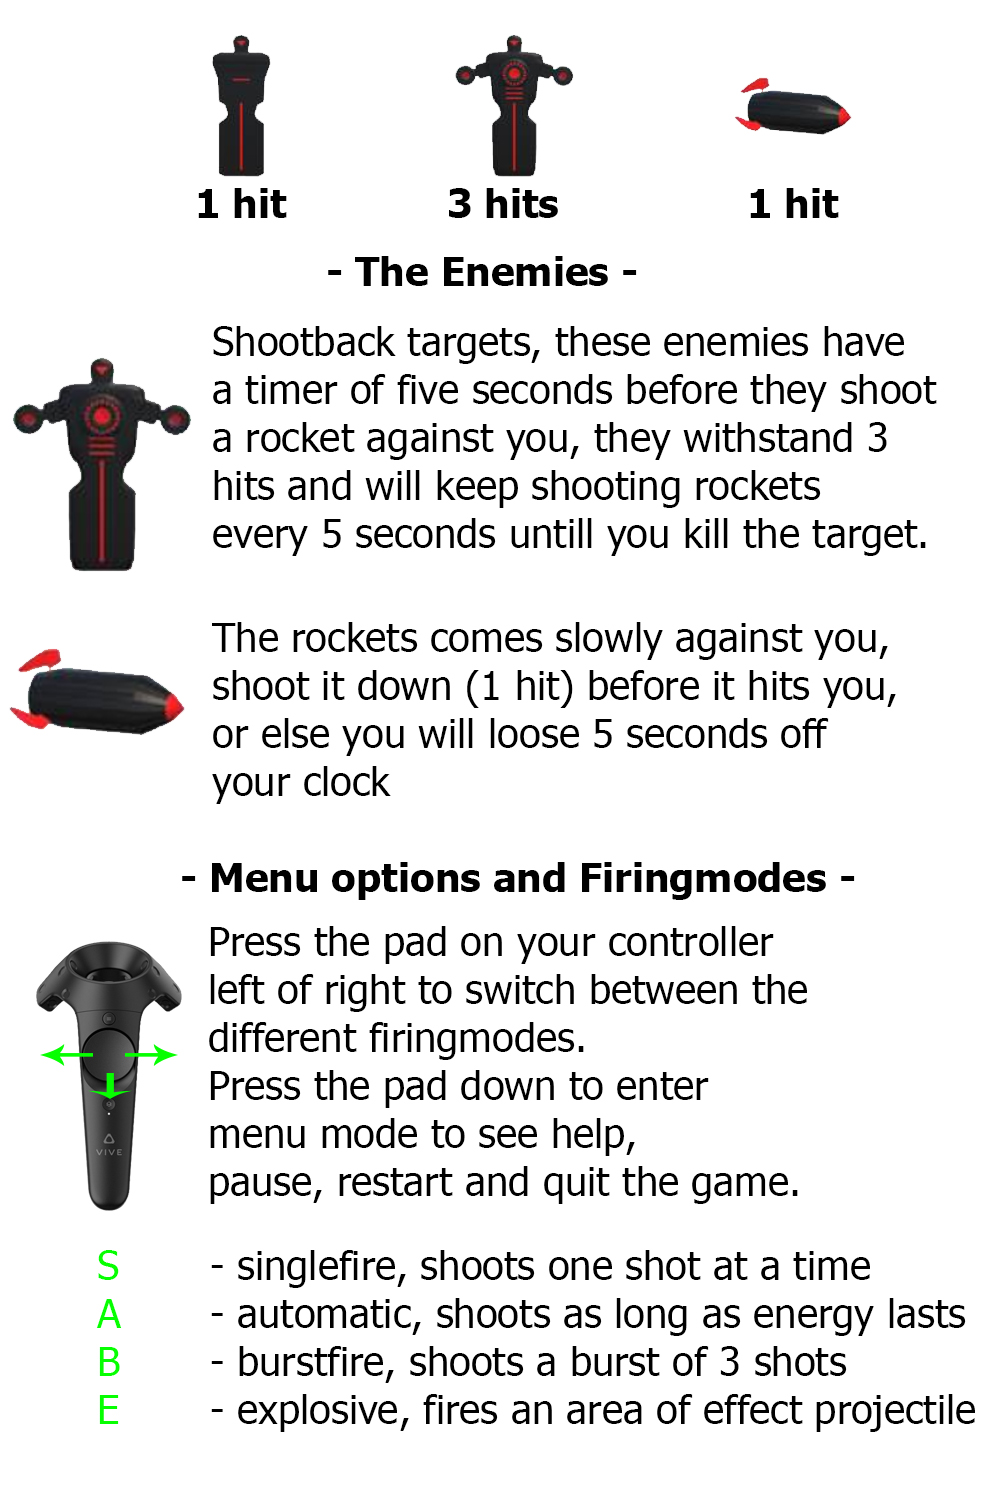 1 hit
3 hits
1 hit
- The Enemies -
Shootback targets, these enemies have
a timer of five seconds before they shoot
a rocket against you, they withstand 3
hits and will keep shooting rockets
every 5 seconds untill you kill the target.
The rockets comes slowly against you,
shoot it down (1 hit) before it hits you,
or else you will loose 5 seconds off
your clock
- Menu options and Firingmodes -
Press the pad on your controller
left of right to switch between the
different firingmodes.
Press the pad down to enter
menu mode to see help,
pause, restart and quit the game.
VIVE
S - singlefire, shoots one shot at a time
A - automatic, shoots as long as energy lasts
B - burstfire, shoots a burst of 3 shots
E - explosive, fires an area of effect projectile